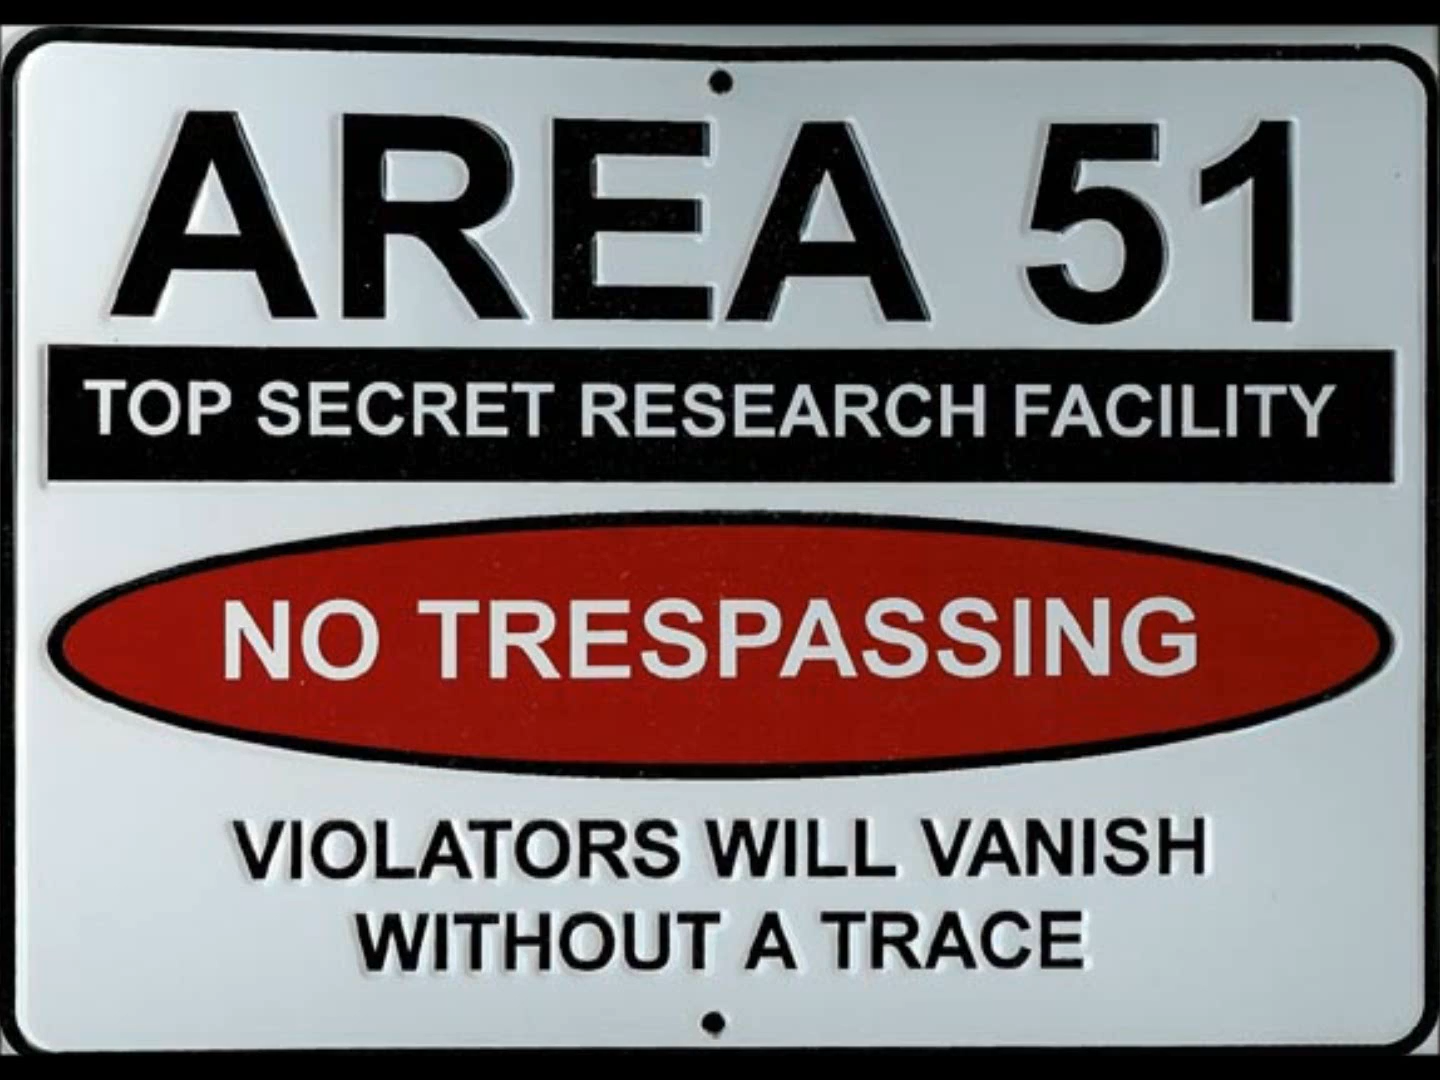 AREA 51
TOP SECRET RESEARCH FACILITY
NO TRESPASSING
VIOLATORS WILL VANISH
WITHOUT A TRACE